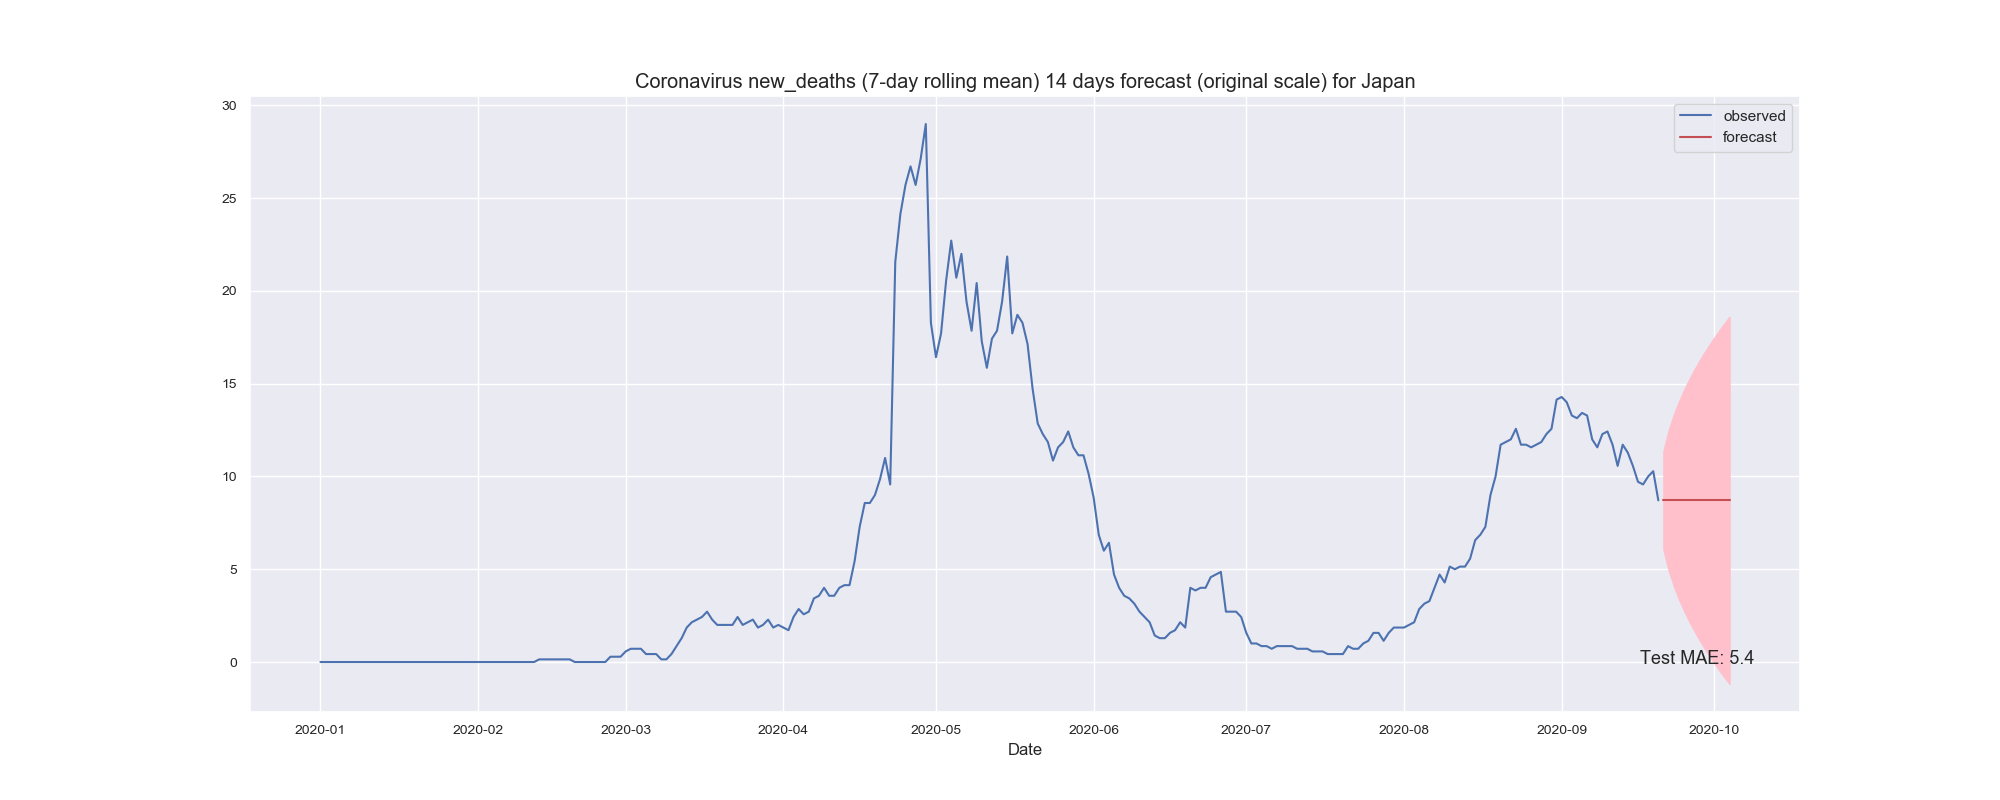 Coronavirus new_deaths (7-day rolling mean) 14 days forecast (original scale) for Japan
observed
forecast
30
25
20
15
10
5
0
Test MAE: 5.4
2020-01 2020-02 2020-03 2020-04 2020-05 2020-06 2020-07 2020-08 2020-09 2020-10
Date